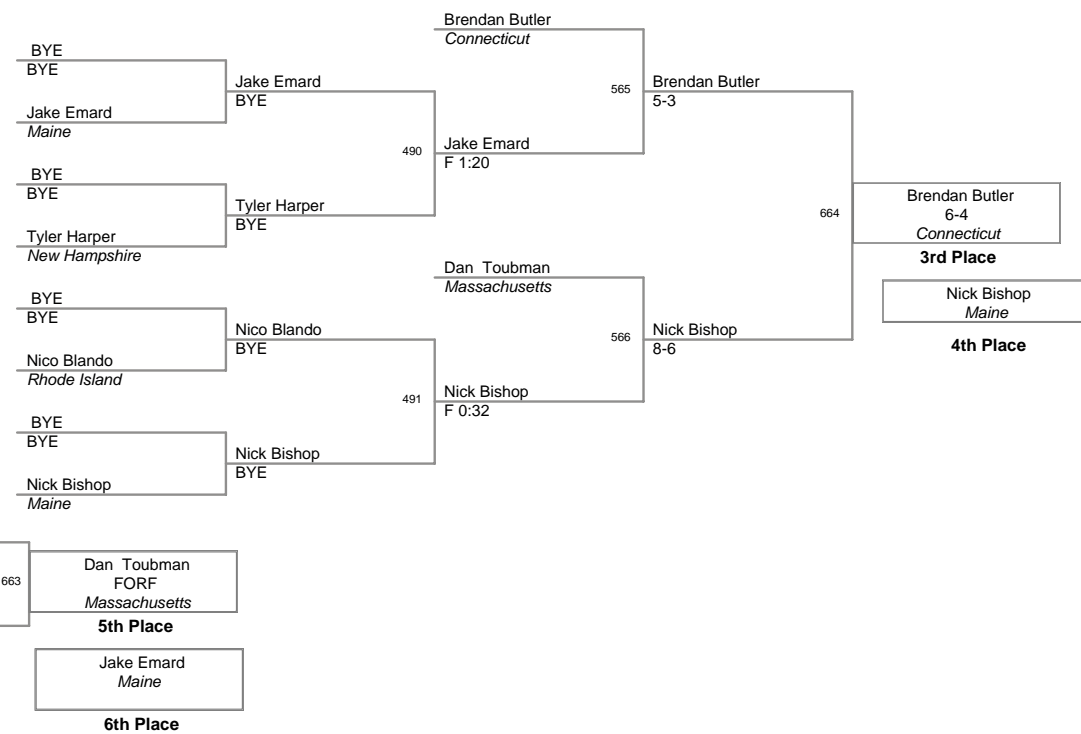 Brendan Butler
Connecticut
BYE
BYE
Jake Emard
BYE
565
Brendan Butler
5-3
Jake Emard
Maine
490
Jake Emard
F 1:20
BYE
BYE
Tyler Harper
BYE
664
Brendan Butler
6-4
Connecticut
3rd Place
Tyler Harper
New Hampshire
Dan  Toubman
Massachusetts
Nick Bishop
Maine
4th Place
BYE
BYE
Nico Blando
BYE
566
Nick Bishop
8-6
Nico Blando
Rhode Island
491
Nick Bishop
F 0:32
BYE
BYE
Nick Bishop
BYE
Nick Bishop
Maine
663
Dan  Toubman
FORF
Massachusetts
5th Place
Jake Emard
Maine
6th Place